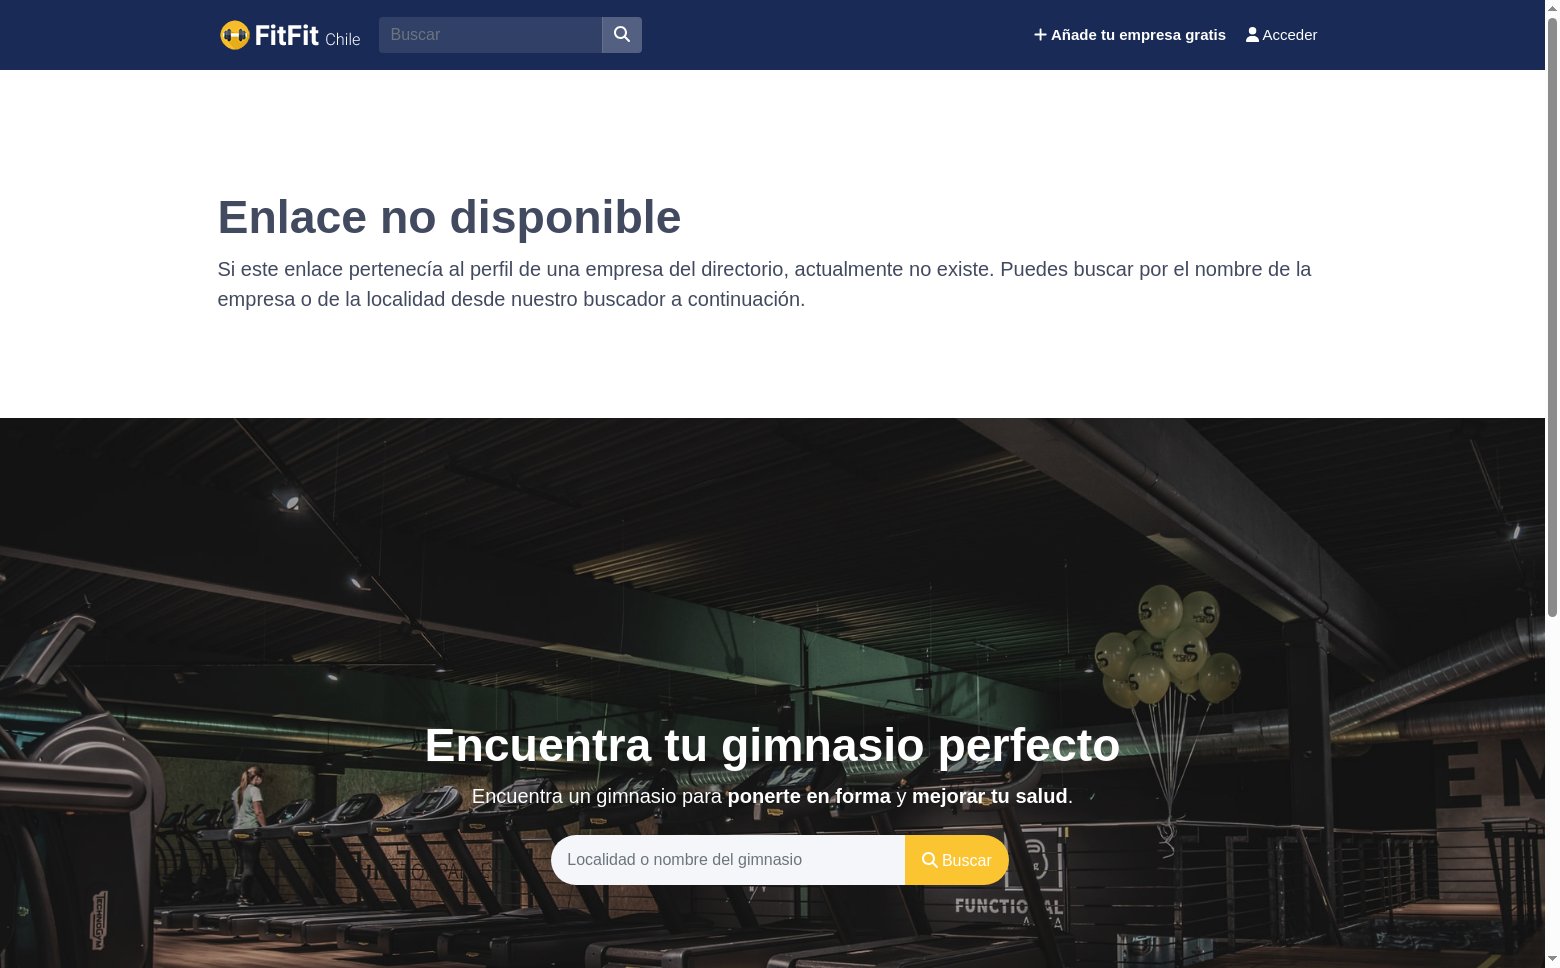 FitFit Chile
Buscar
Añade tu empresa gratis
Acceder
Enlace no disponible
Si este enlace pertenecía al perfil de una empresa del directorio, actualmente no existe. Puedes buscar por el nombre de la
empresa o de la localidad desde nuestro buscador a continuación.
Encuentra tu gimnasio perfecto
Encuentra un gimnasio para ponerte en forma y mejorar tu salud.
Localidad o nombre del gimnasio
Buscar
FUNCTIONAL
TECHNOGYM